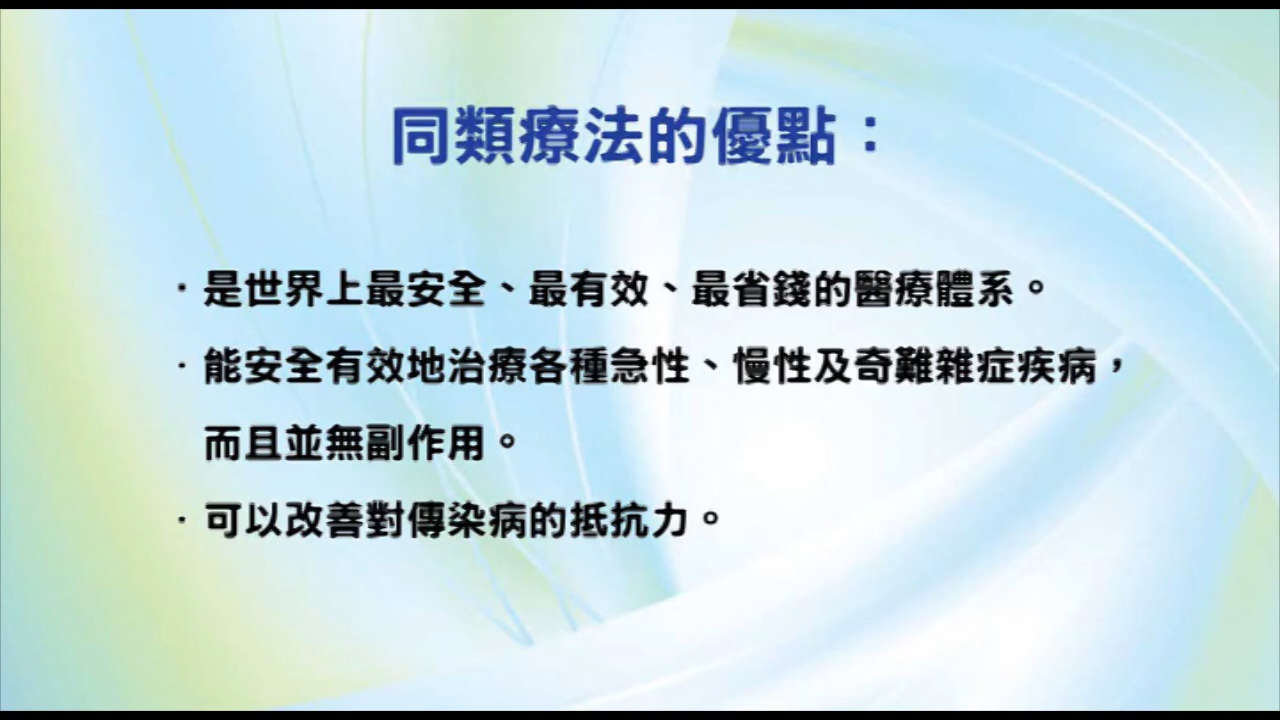 同類療法的優點：
· 是世界上最安全、最有效、最省錢的醫療體系。
· 能安全有效地治療各種急性、慢性及奇難雜症疾病，
而且並無副作用。
· 可以改善對傳染病的抵抗力。